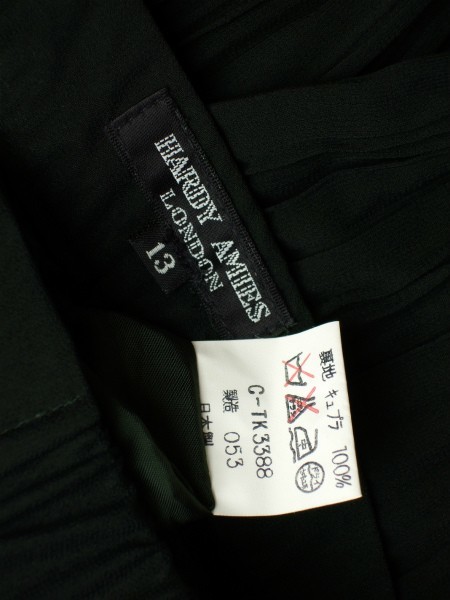 HARDY AMIES
LONDON
13
裏地 キュプラ 100%
C-TK3388
製造 053
日本製